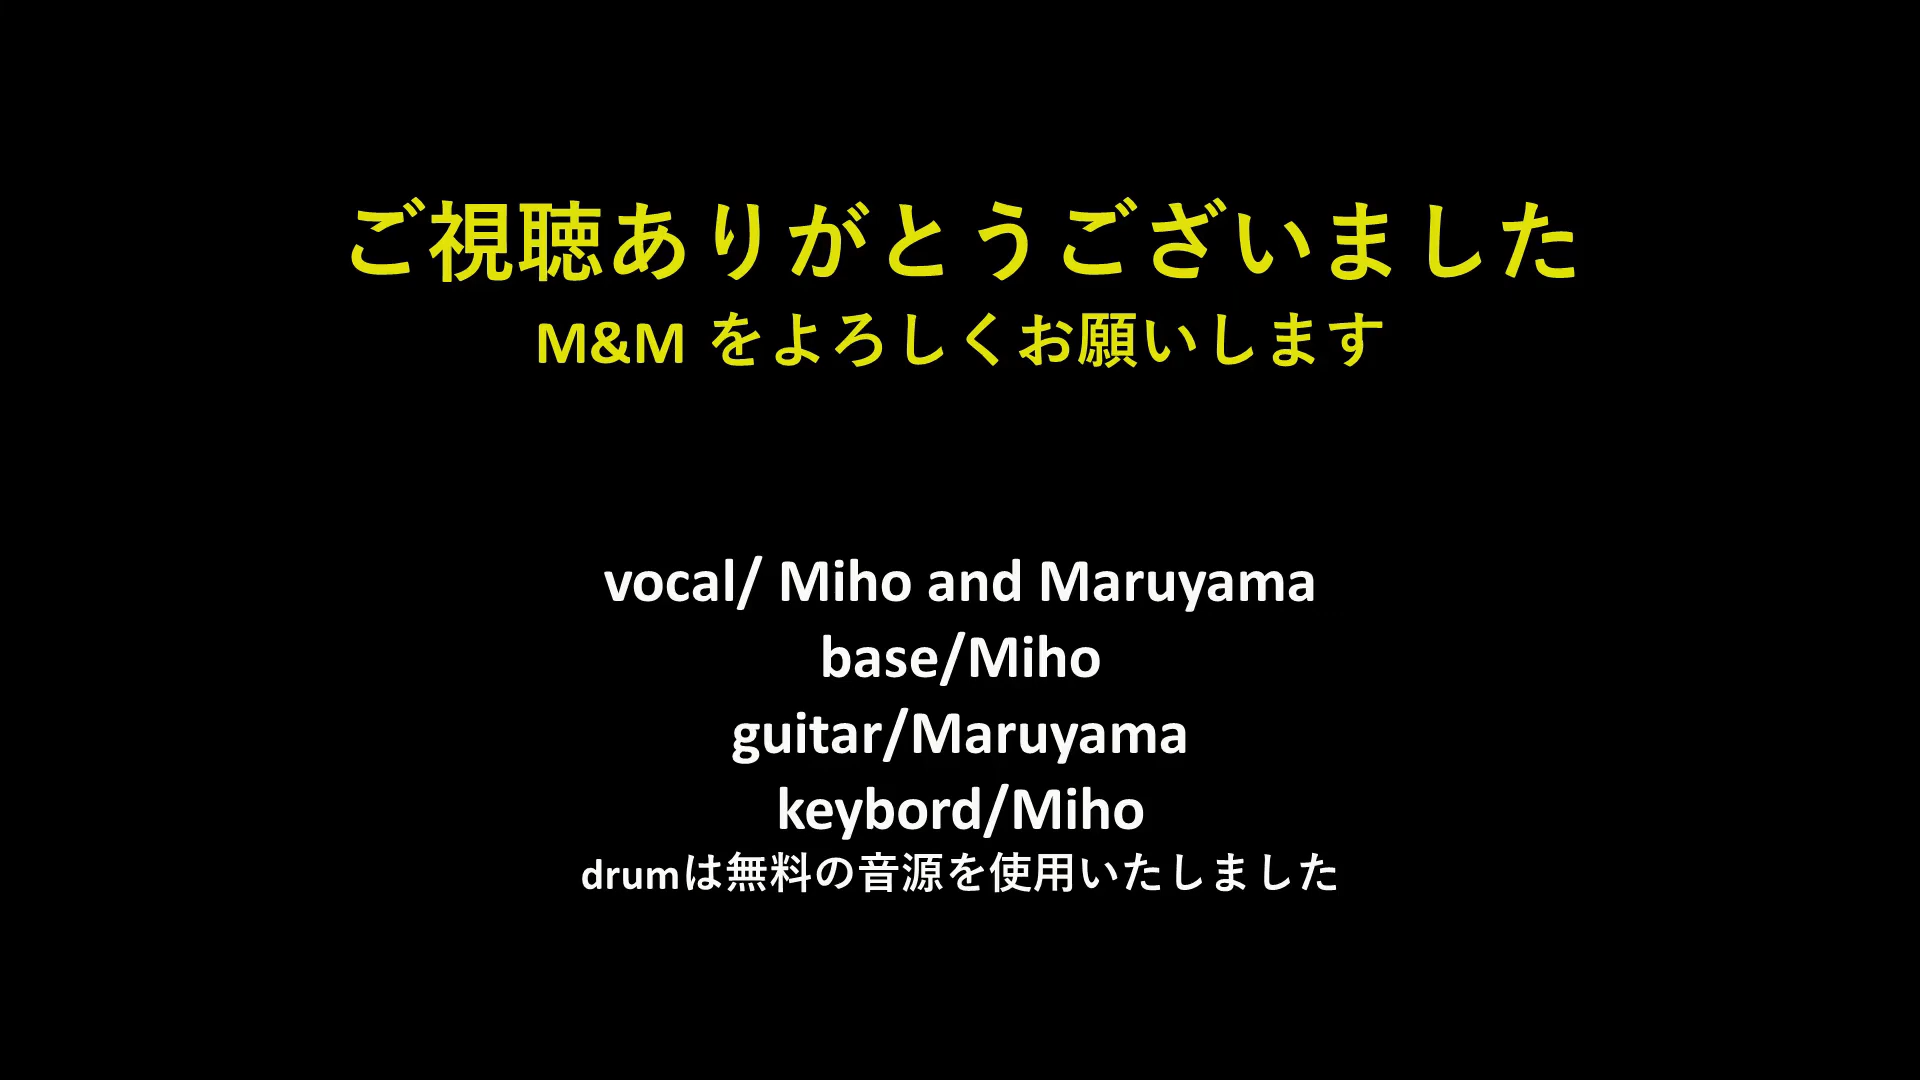 ご視聴ありがとうございました
M&M をよろしくお願いします
vocal/ Miho and Maruyama
base/Miho
guitar/Maruyama
keybord/Miho
drumは無料の音源を使用いたしました